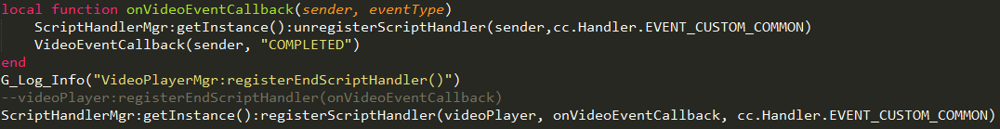 local function onVideoEventCallback(sender, eventType)
    ScriptHandlerMgr:getInstance():unregisterScriptHandler(sender,cc.Handler.EVENT_CUSTOM_COMMON)
    VideoEventCallback(sender, "COMPLETED")
end
G_Log_Info("VideoPlayerMgr:registerEndScriptHandler()")
--videoPlayer:registerEndScriptHandler(onVideoEventCallback)
ScriptHandlerMgr:getInstance():registerScriptHandler(videoPlayer, onVideoEventCallback, cc.Handler.EVENT_CUSTOM_COMMON)